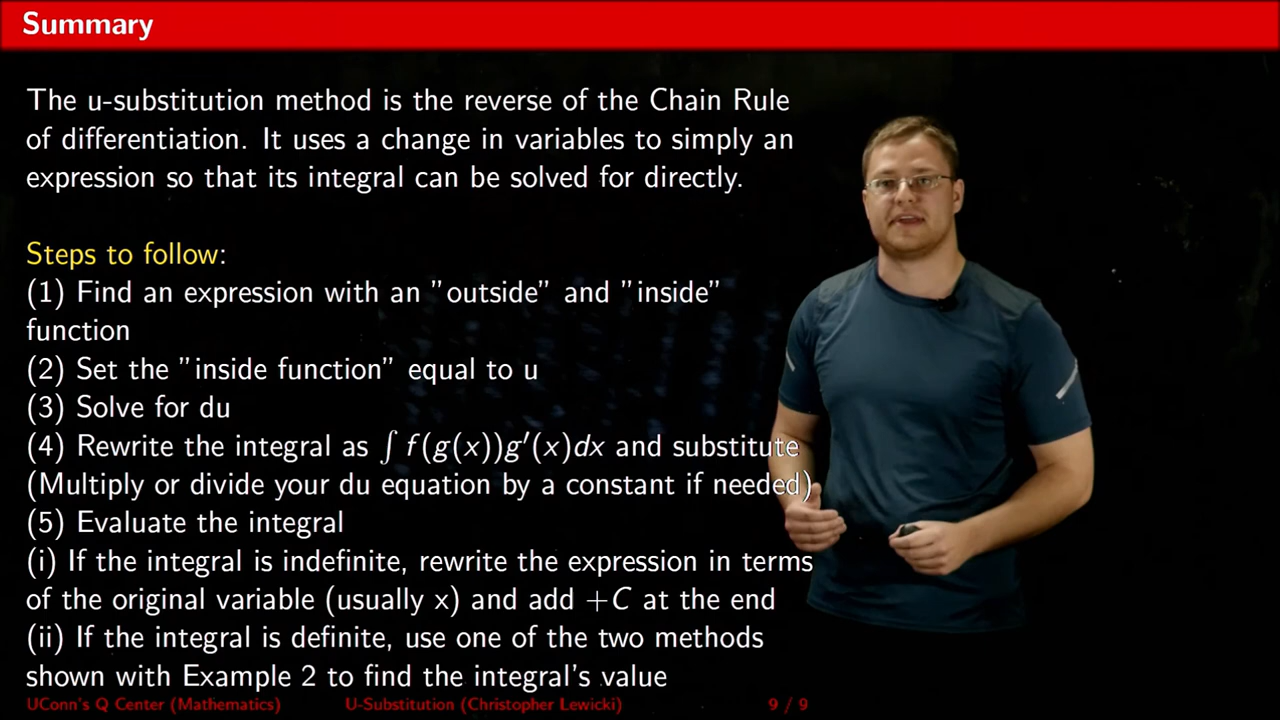 Summary
The u-substitution method is the reverse of the Chain Rule
of differentiation. It uses a change in variables to simply an
expression so that its integral can be solved for directly.
Steps to follow:
(1) Find an expression with an "outside" and "inside"
function
(2) Set the "inside function" equal to u
(3) Solve for du
(4) Rewrite the integral as ∫ f(g(x))g′(x)dx and substitute
(Multiply or divide your du equation by a constant if needed)
(5) Evaluate the integral
(i) If the integral is indefinite, rewrite the expression in terms
of the original variable (usually x) and add +C at the end
(ii) If the integral is definite, use one of the two methods
shown with Example 2 to find the integral's value
UConn's Q Center (Mathematics) U-Substitution (Christopher Lewicki) 9 / 9